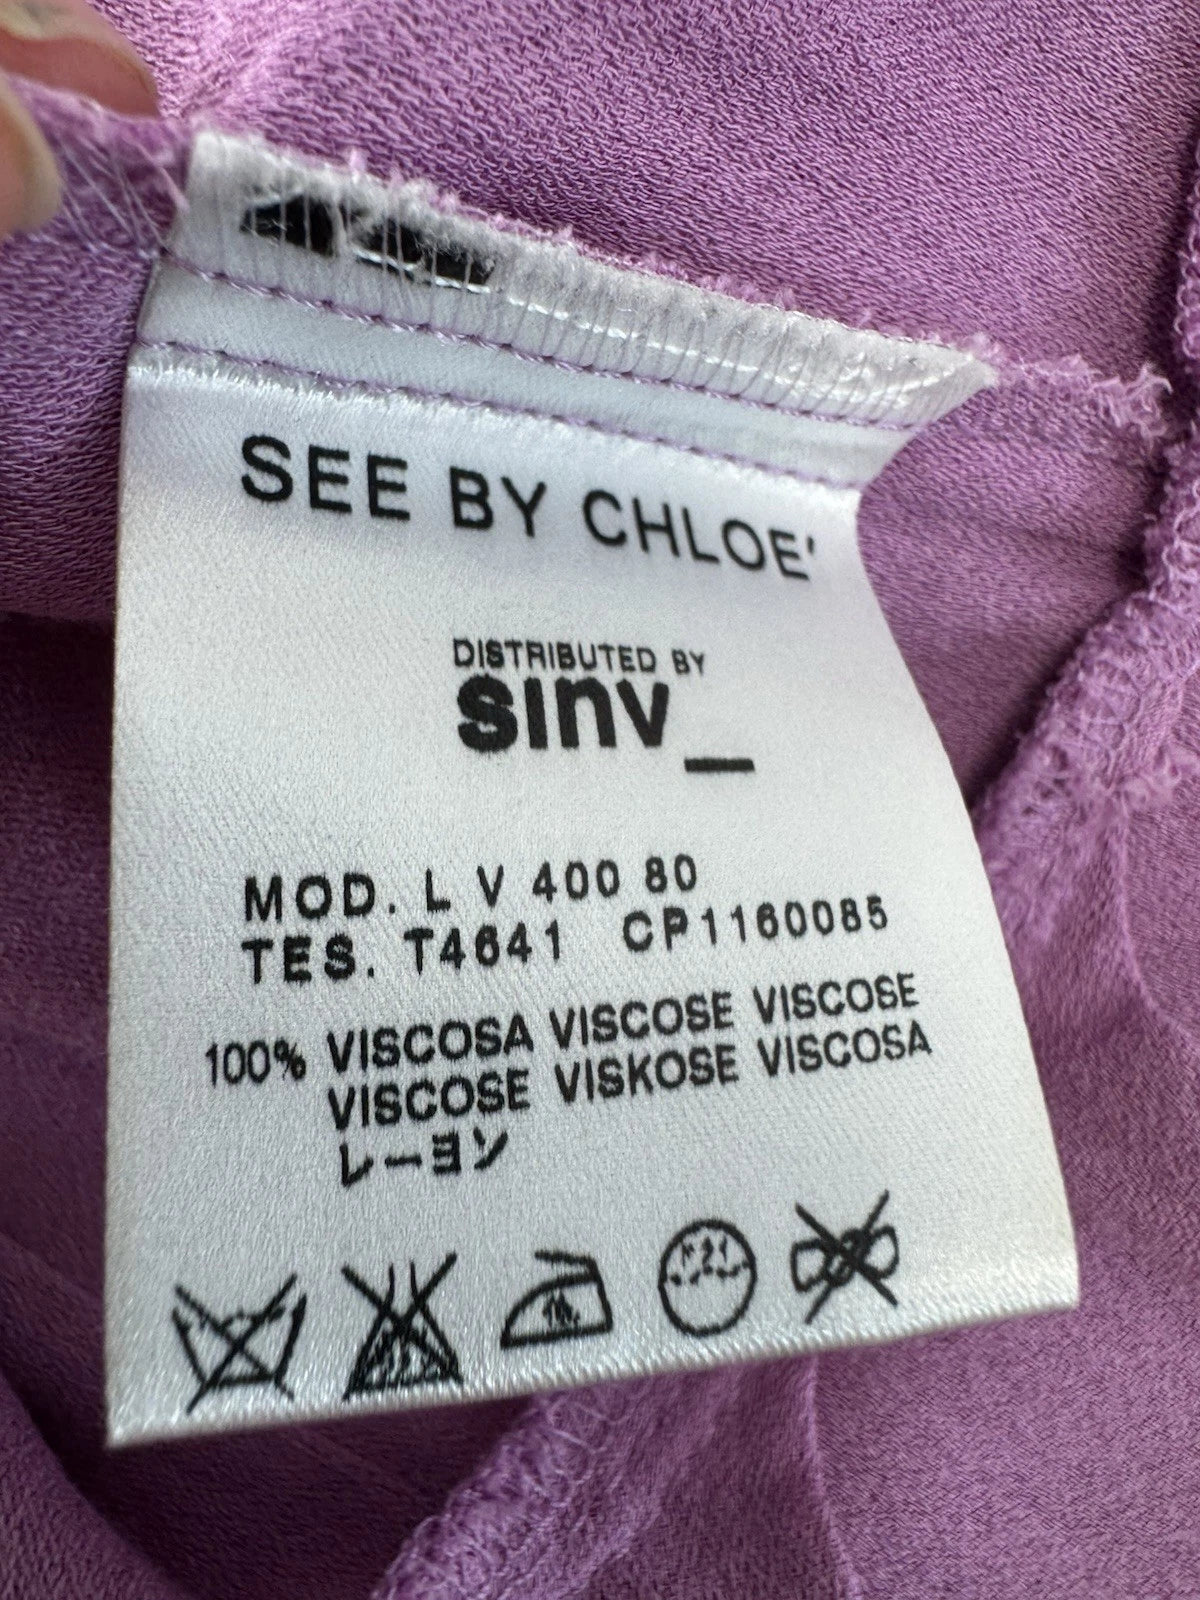 SEE BY CHLOE'
DISTRIBUTED BY
sınv_
MOD. L V 400 80
TES. T4641 CP1160085
100% VISCOSA VISCOSE VISCOSE
VISCOSE VISKOSE VISCOSA
レーヨン